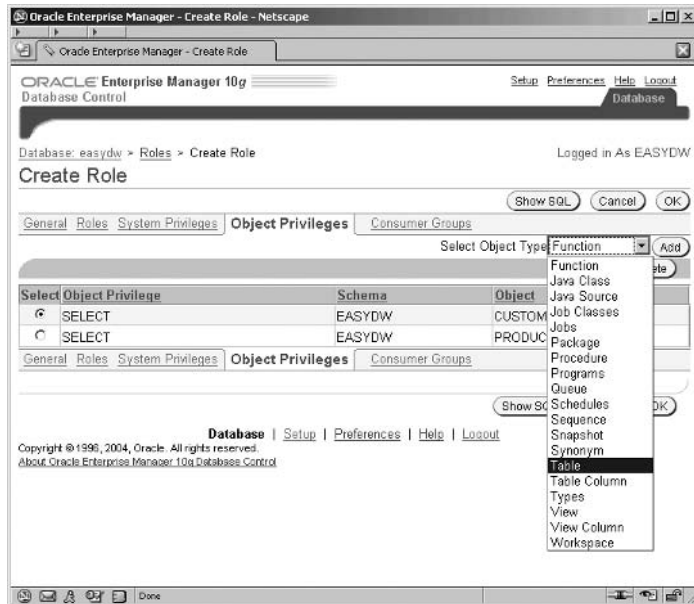 Oracle Enterprise Manager - Create Role - Netscape
Oracle Enterprise Manager - Create Role
ORACLE Enterprise Manager 10g
Database Control
Setup Preferences Help Logout
Database
Database: easydw > Roles > Create Role
Logged in As EASYDW
Create Role
Show SQL Cancel OK
General Roles System Privileges Object Privileges Consumer Groups
Select Object Type Function Add
Function
Java Class
Java Source
Job Classes
Jobs
Package
Procedure
Programs
Queue
Schedules
Sequence
Snapshot
Synonym
Table
Table Column
Types
View
View Column
Workspace
Select Object Privilege Schema Object
SELECT EASYDW CUSTOM
SELECT EASYDW PRODUC
General Roles System Privileges Object Privileges Consumer Groups
Show SQ
Database | Setup | Preferences | Help | Logout
Copyright © 1996, 2004, Oracle. All rights reserved.
About Oracle Enterprise Manager 10g Database Control
Done